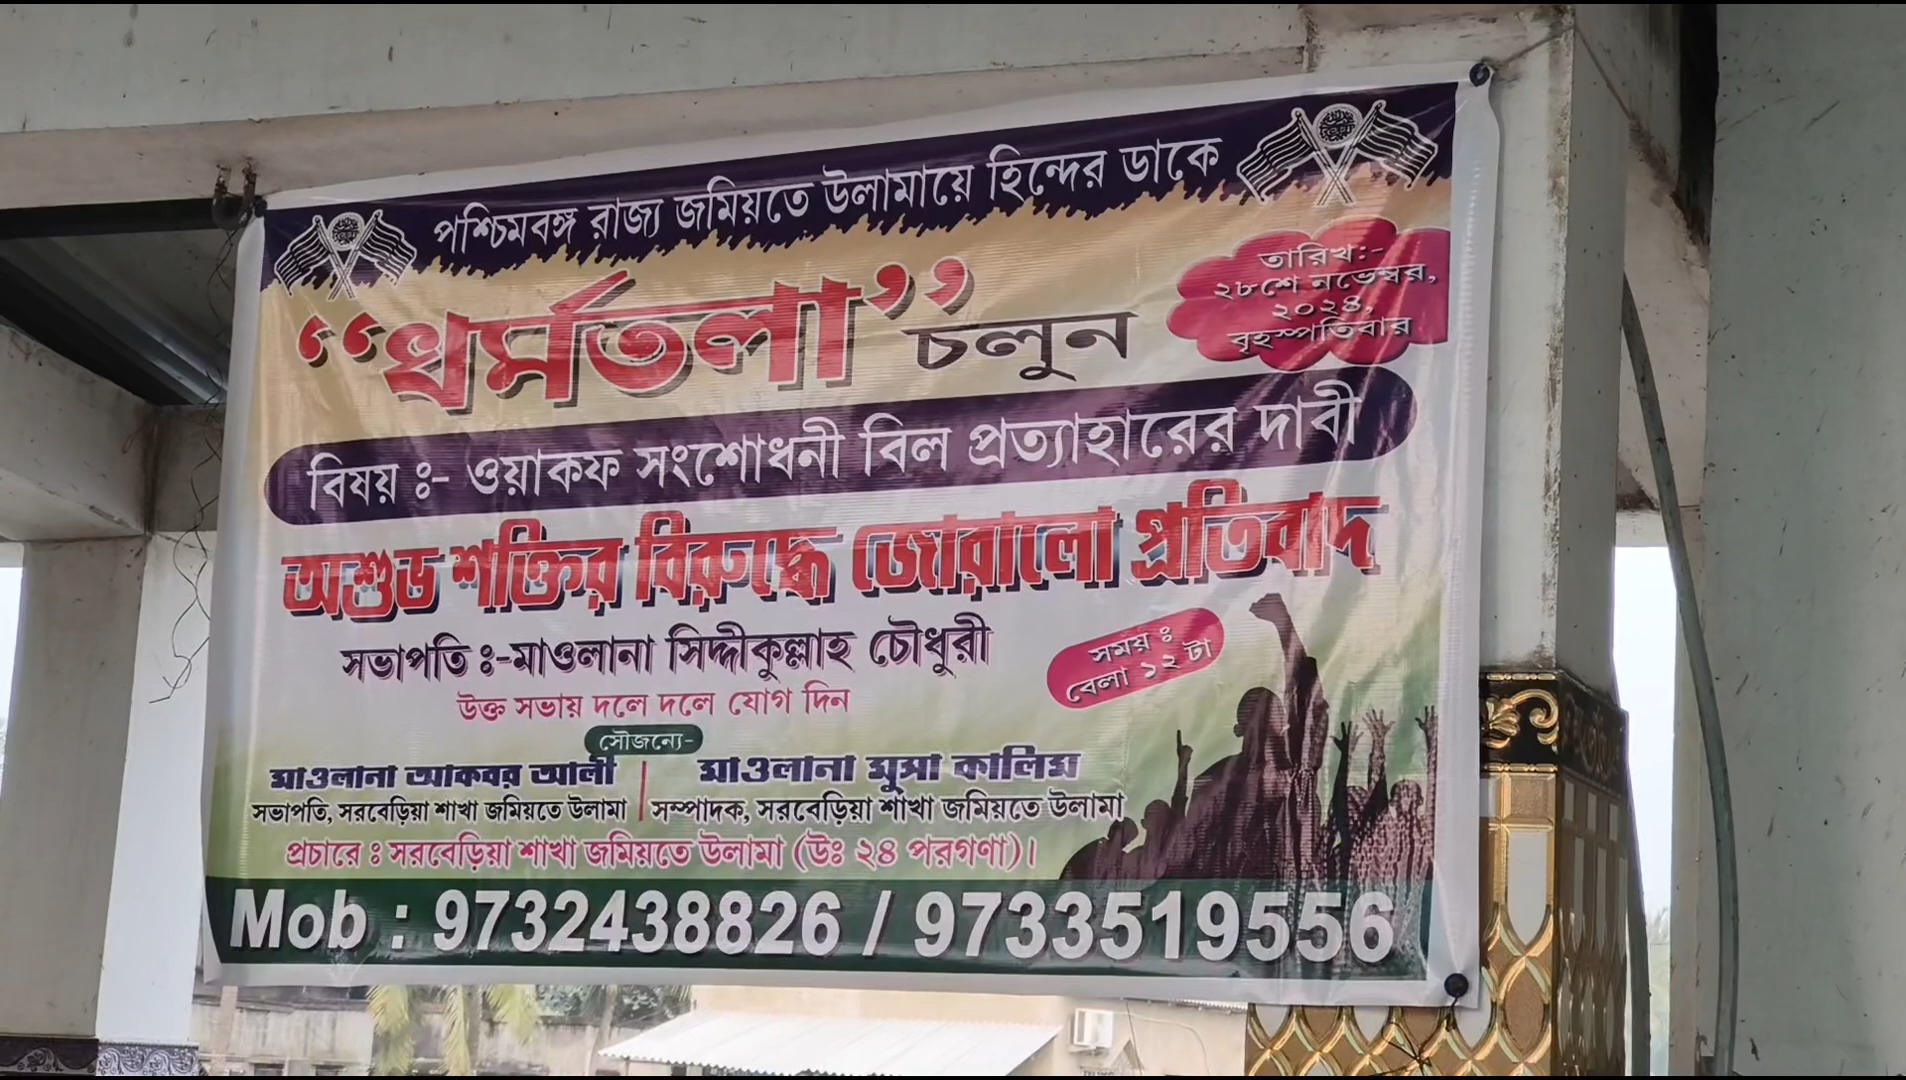 পশ্চিমবঙ্গ রাজ্য জমিয়তে উলামায়ে হিন্দের ডাকে
“ধর্মতলা” চলুন
তারিখ:-
২৮শে নভেম্বর,
২০২৪,
বৃহস্পতিবার
বিষয় ঃ- ওয়াকফ সংশোধনী বিল প্রত্যাহারের দাবী
অশুভ শক্তির বিরুদ্ধে জোরালো প্রতিবাদ
সভাপতি ঃ-মাওলানা সিদ্দীকুল্লাহ চৌধুরী
সময় ঃ
বেলা ১২ টা
উক্ত সভায় দলে দলে যোগ দিন
সৌজন্যে-
মাওলানা আকবর আলী | মাওলানা মুসা কালিম
সভাপতি, সরবেড়িয়া শাখা জমিয়তে উলামা | সম্পাদক, সরবেড়িয়া শাখা জমিয়তে উলামা
প্রচারে ঃ সরবেড়িয়া শাখা জমিয়তে উলামা (উঃ ২৪ পরগণা)।
Mob : 9732438826 / 9733519556